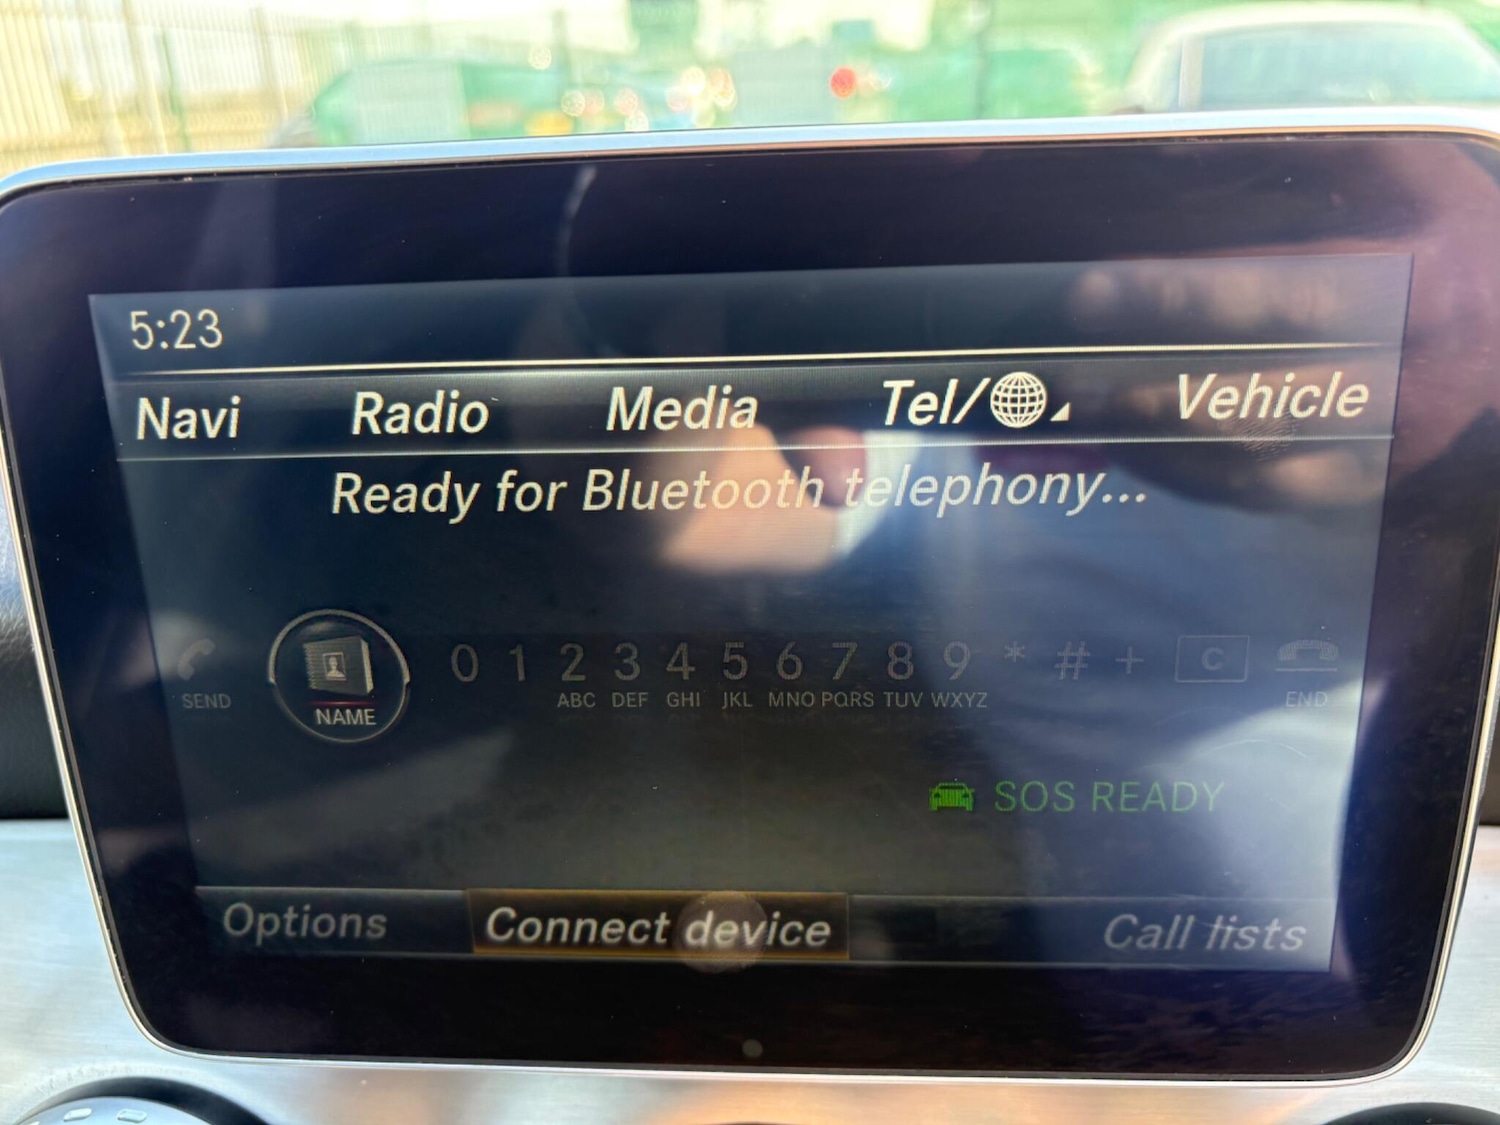 5:23
Navi Radio Media Tel/ Vehicle
Ready for Bluetooth telephony...
0 1 2 3 4 5 6 7 8 9 * # + C
SEND NAME ABC DEF GHI JKL MNO PQRS TUV WXYZ END
SOS READY
Options Connect device Call lists